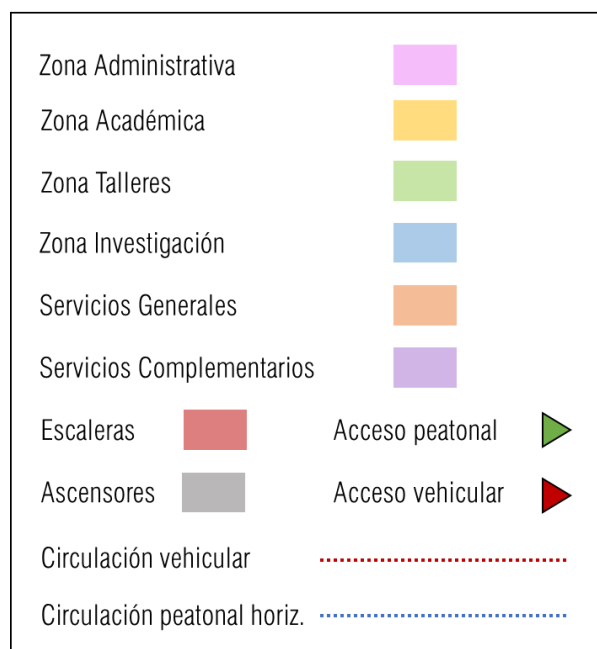 Zona Administrativa
Zona Académica
Zona Talleres
Zona Investigación
Servicios Generales
Servicios Complementarios
Escaleras
Acceso peatonal
Ascensores
Acceso vehicular
Circulación vehicular
Circulación peatonal horiz.